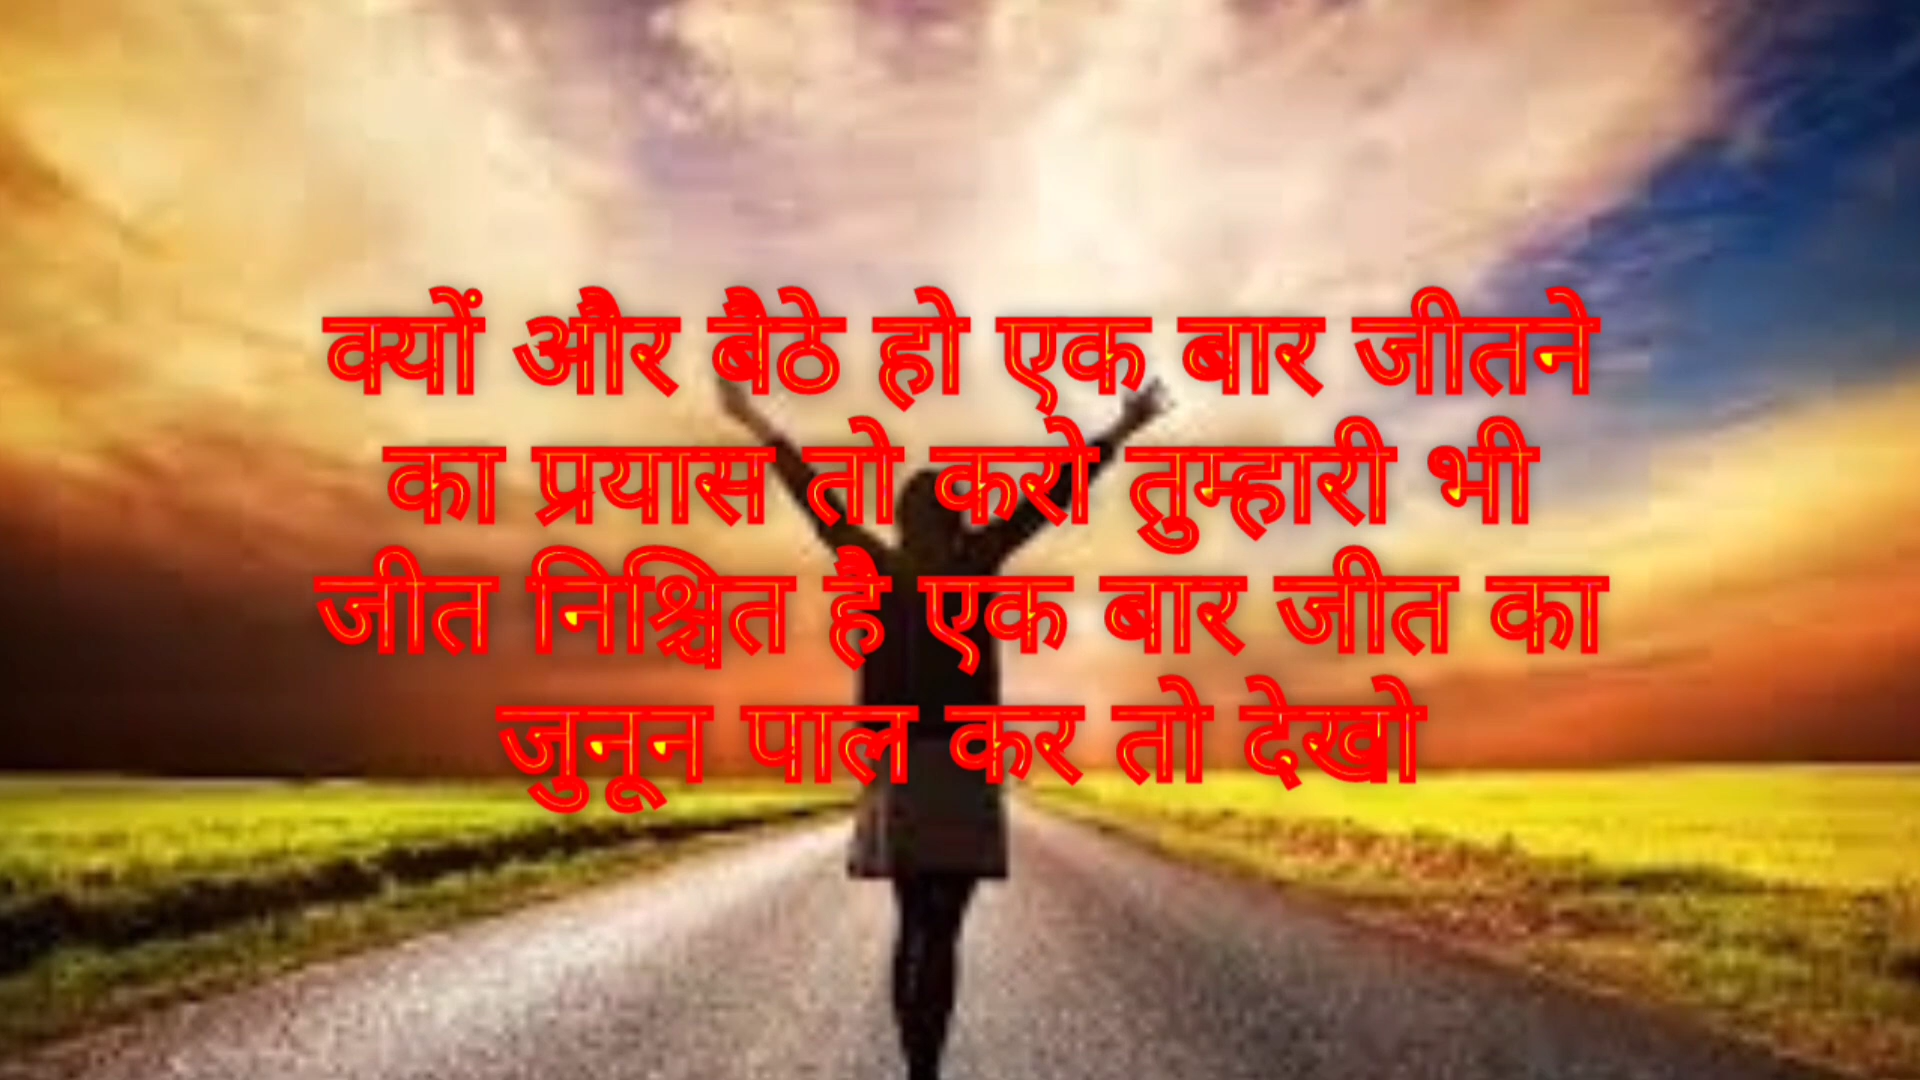 क्यों और बैठे हो एक बार जीतने
का प्रयास तो करो तुम्हारी भी
जीत निश्चित है एक बार जीत का
जुनून पाल कर तो देखो